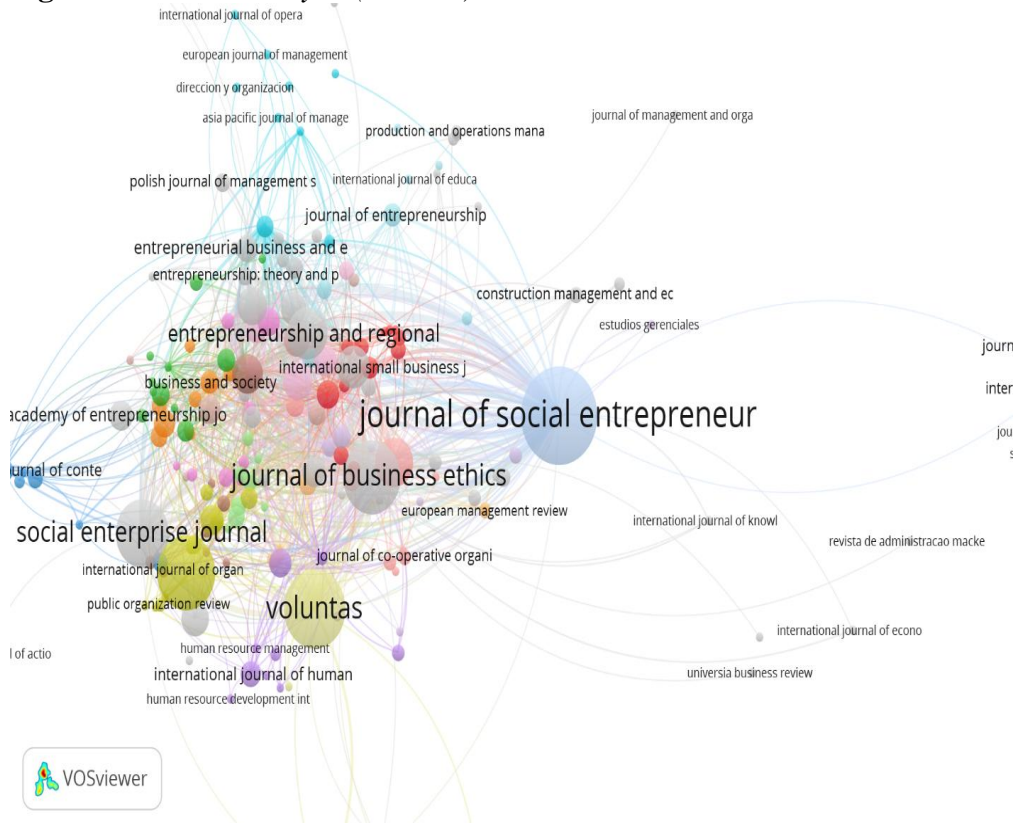 international journal of opera
european journal of management
direccion y organizacion
asia pacific journal of manage
journal of management and orga
production and operations mana
polish journal of management s
international journal of educa
journal of entrepreneurship
entrepreneurial business and e
entrepreneurship: theory and p
construction management and ec
estudios gerenciales
entrepreneurship and regional
journ
international small business j
business and society
inter
academy of entrepreneurship jo
journal of social entrepreneur
jou
s
urnal of conte
journal of business ethics
european management review
international journal of knowl
social enterprise journal
revista de administracao macke
journal of co-operative organi
international journal of organ
public organization review
voluntas
international journal of econo
human resource management
l of actio
international journal of human
universia business review
human resource development int
VOSviewer